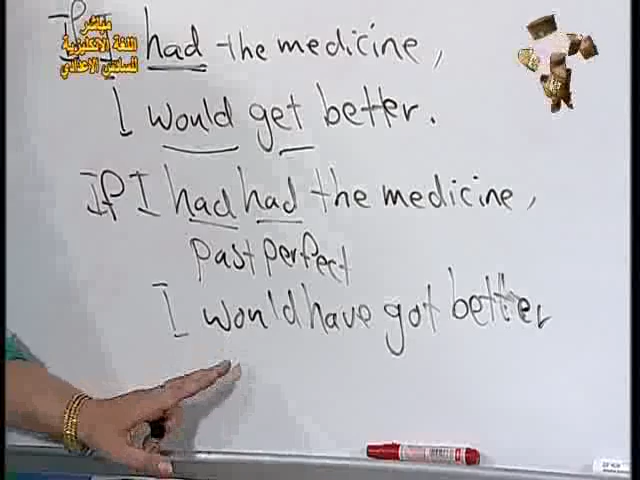 If I had the medicine,
مباشر
اللغة الانكليزية
للسادس الاعدادي
I would get better.
If I had had the medicine,
past perfect
I would have got better